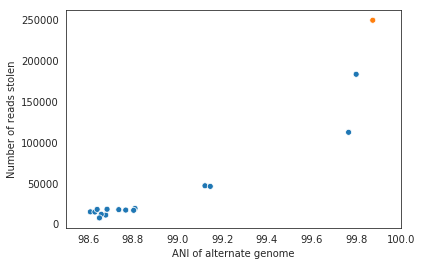 250000
200000
150000
100000
50000
0
Number of reads stolen
98.6 98.8 99.0 99.2 99.4 99.6 99.8 100.0
ANI of alternate genome